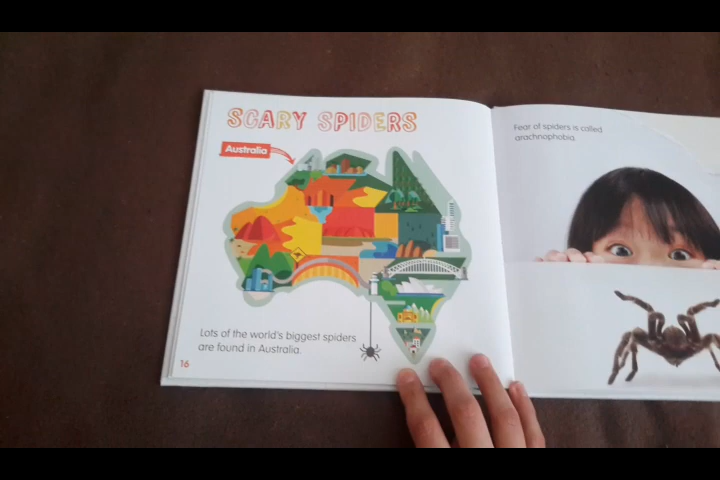 SCARY SPIDERS
Australia
Lots of the world's biggest spiders
are found in Australia.
16
Fear of spiders is called
arachnophobia.